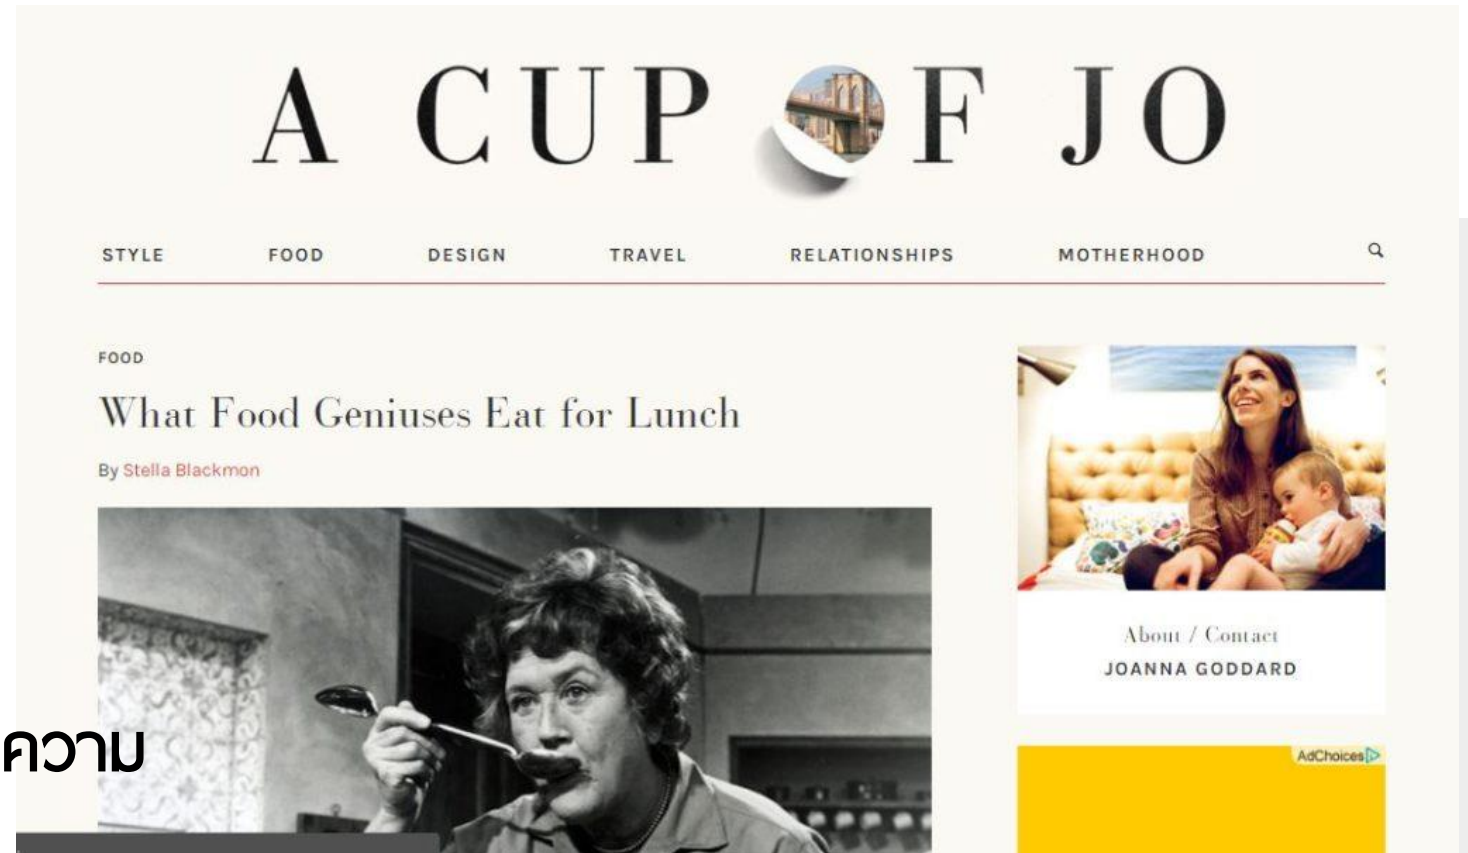 A CUP OF JO
STYLE FOOD DESIGN TRAVEL RELATIONSHIPS MOTHERHOOD
FOOD
What Food Geniuses Eat for Lunch
By Stella Blackmon
About / Contact
JOANNA GODDARD
ความ
AdChoices